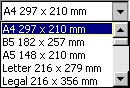 A4 297 x 210 mm
A4 297 x 210 mm
B5 182 x 257 mm
A5 148 x 210 mm
Letter 216 x 279 mm
Legal 216 x 356 mm